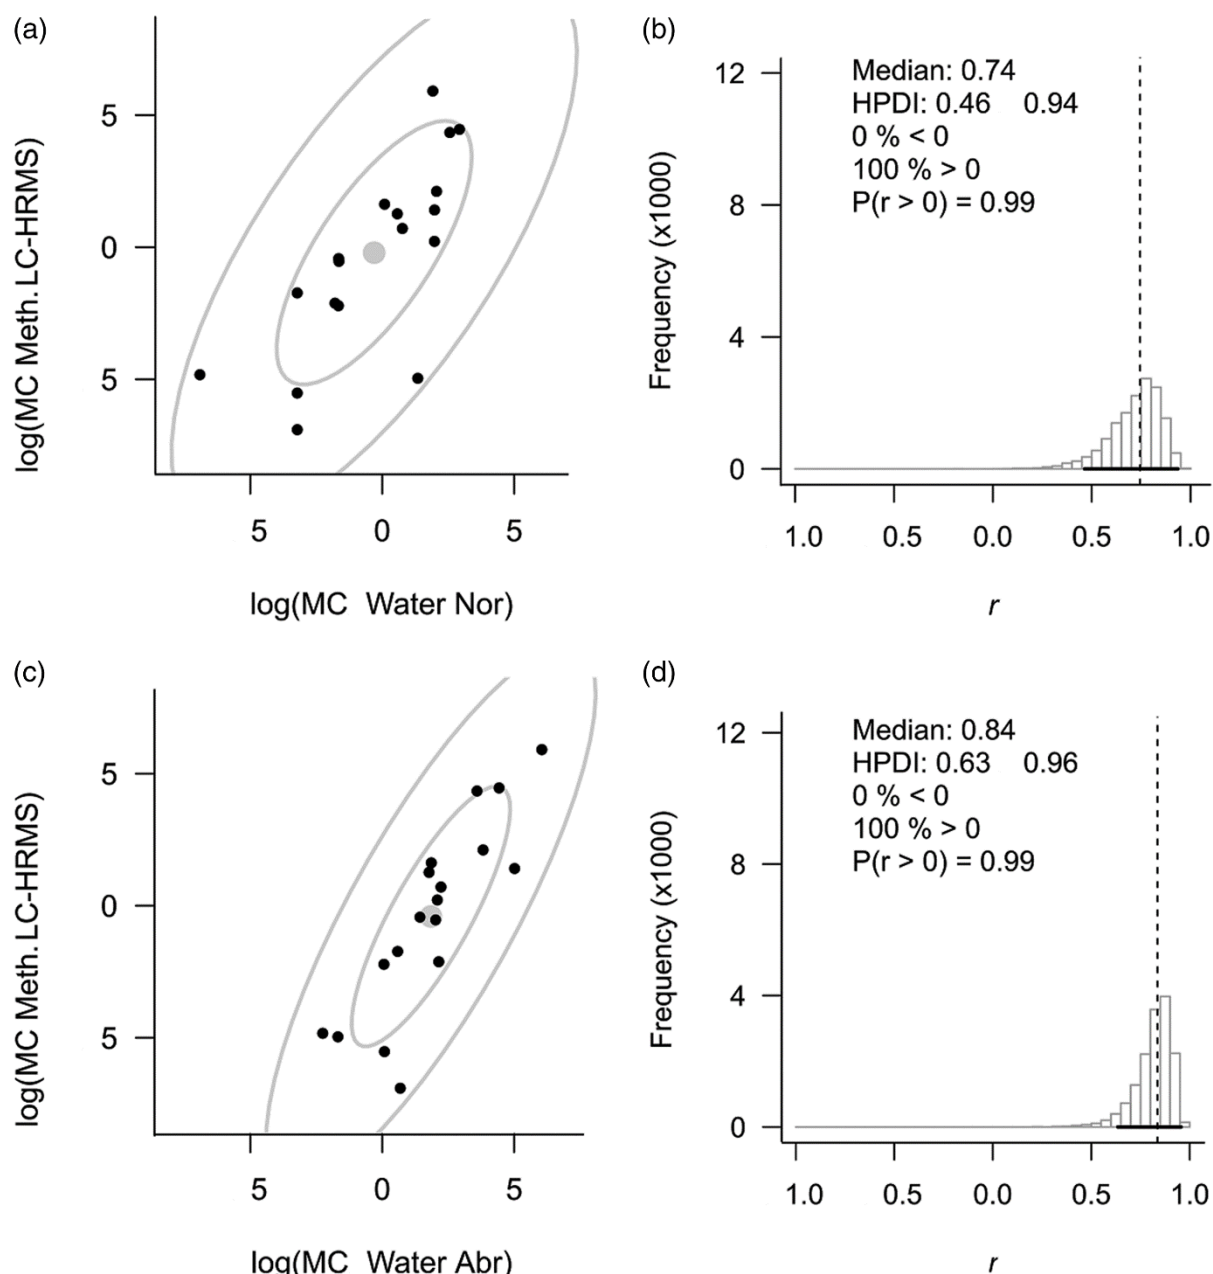 (a)
log(MC Meth. LC-HRMS)
5
0
5
5 0 5
log(MC Water Nor)
(b)
Frequency (x1000)
12
8
4
0
Median: 0.74
HPDI: 0.46 0.94
0 % < 0
100 % > 0
P(r > 0) = 0.99
1.0 0.5 0.0 0.5 1.0
r
(c)
log(MC Meth. LC-HRMS)
5
0
5
5 0 5
log(MC Water Abr)
(d)
Frequency (x1000)
12
8
4
0
Median: 0.84
HPDI: 0.63 0.96
0 % < 0
100 % > 0
P(r > 0) = 0.99
1.0 0.5 0.0 0.5 1.0
r